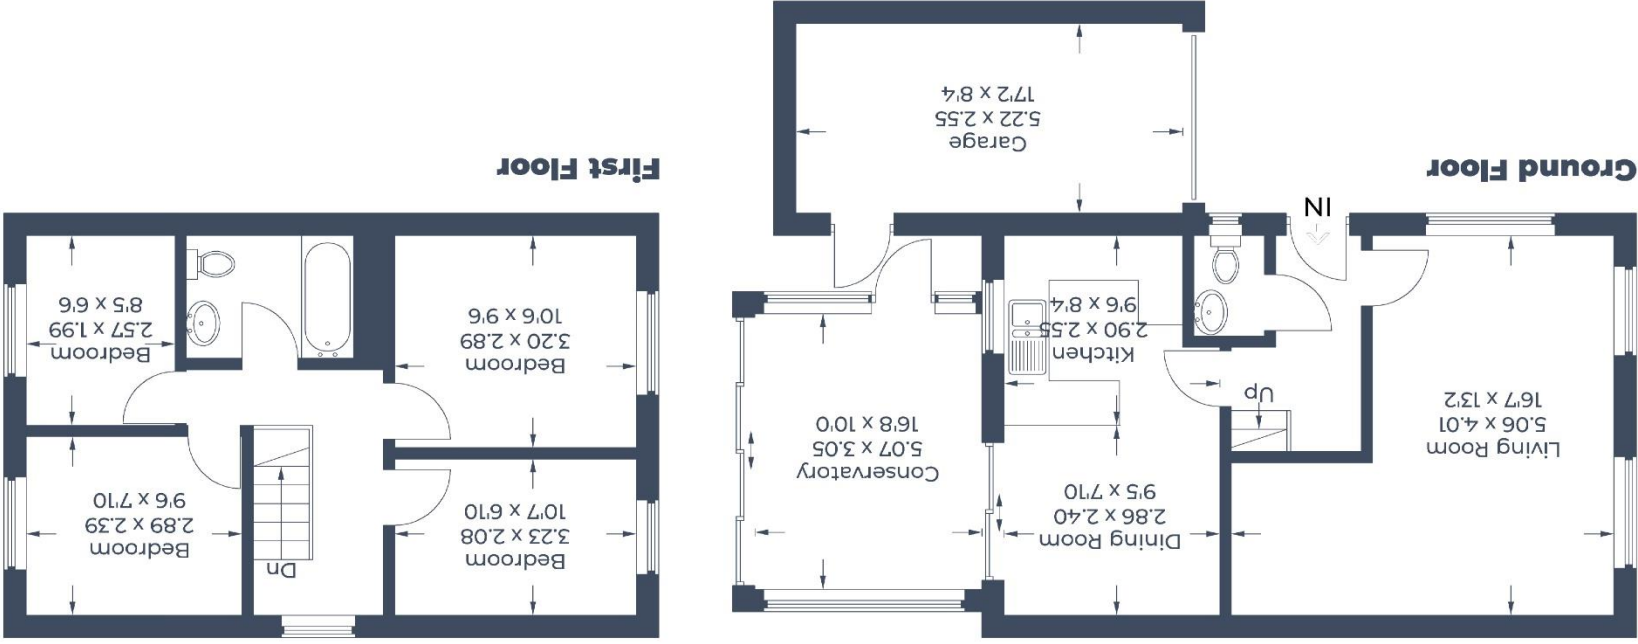 Ground Floor
Living Room
5.06 x 4.01
16'7 x 13'2
Up
IN
Dining Room
2.86 x 2.40
9'5 x 7'10
Kitchen
2.90 x 2.55
9'6 x 8'4
Conservatory
5.07 x 3.05
16'8 x 10'0
Garage
5.22 x 2.55
17'2 x 8'4
First Floor
Bedroom
3.23 x 2.08
10'7 x 6'10
Dn
Bedroom
2.89 x 2.39
9'6 x 7'10
Bedroom
3.20 x 2.89
10'6 x 9'6
Bedroom
2.57 x 1.99
8'5 x 6'6